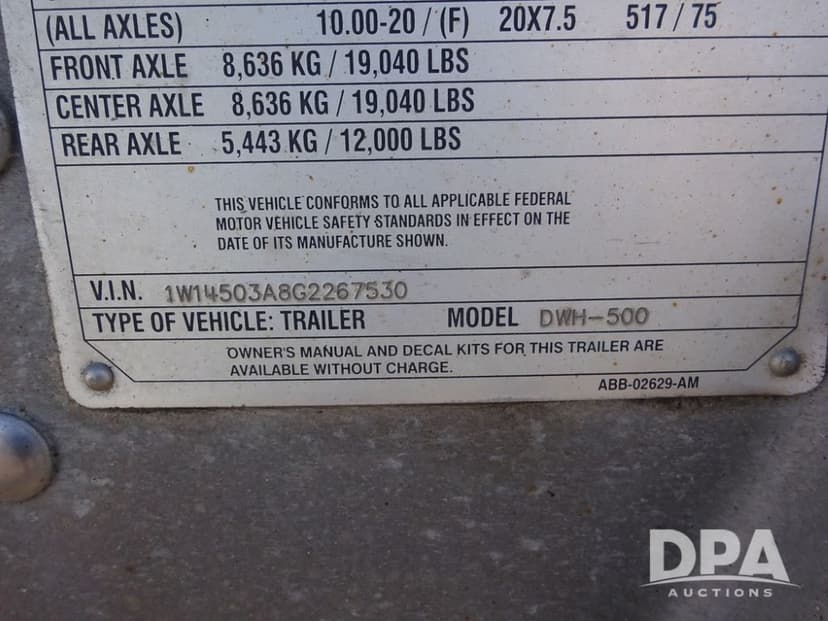 (ALL AXLES) 10.00-20 / (F) 20X7.5 517 / 75
FRONT AXLE 8,636 KG / 19,040 LBS
CENTER AXLE 8,636 KG / 19,040 LBS
REAR AXLE 5,443 KG / 12,000 LBS
THIS VEHICLE CONFORMS TO ALL APPLICABLE FEDERAL
MOTOR VEHICLE SAFETY STANDARDS IN EFFECT ON THE
DATE OF ITS MANUFACTURE SHOWN.
V.I.N. 1W14503A8G2267530
TYPE OF VEHICLE: TRAILER MODEL DWH-500
OWNER'S MANUAL AND DECAL KITS FOR THIS TRAILER ARE
AVAILABLE WITHOUT CHARGE.
ABB-02629-AM
DPA
AUCTIONS